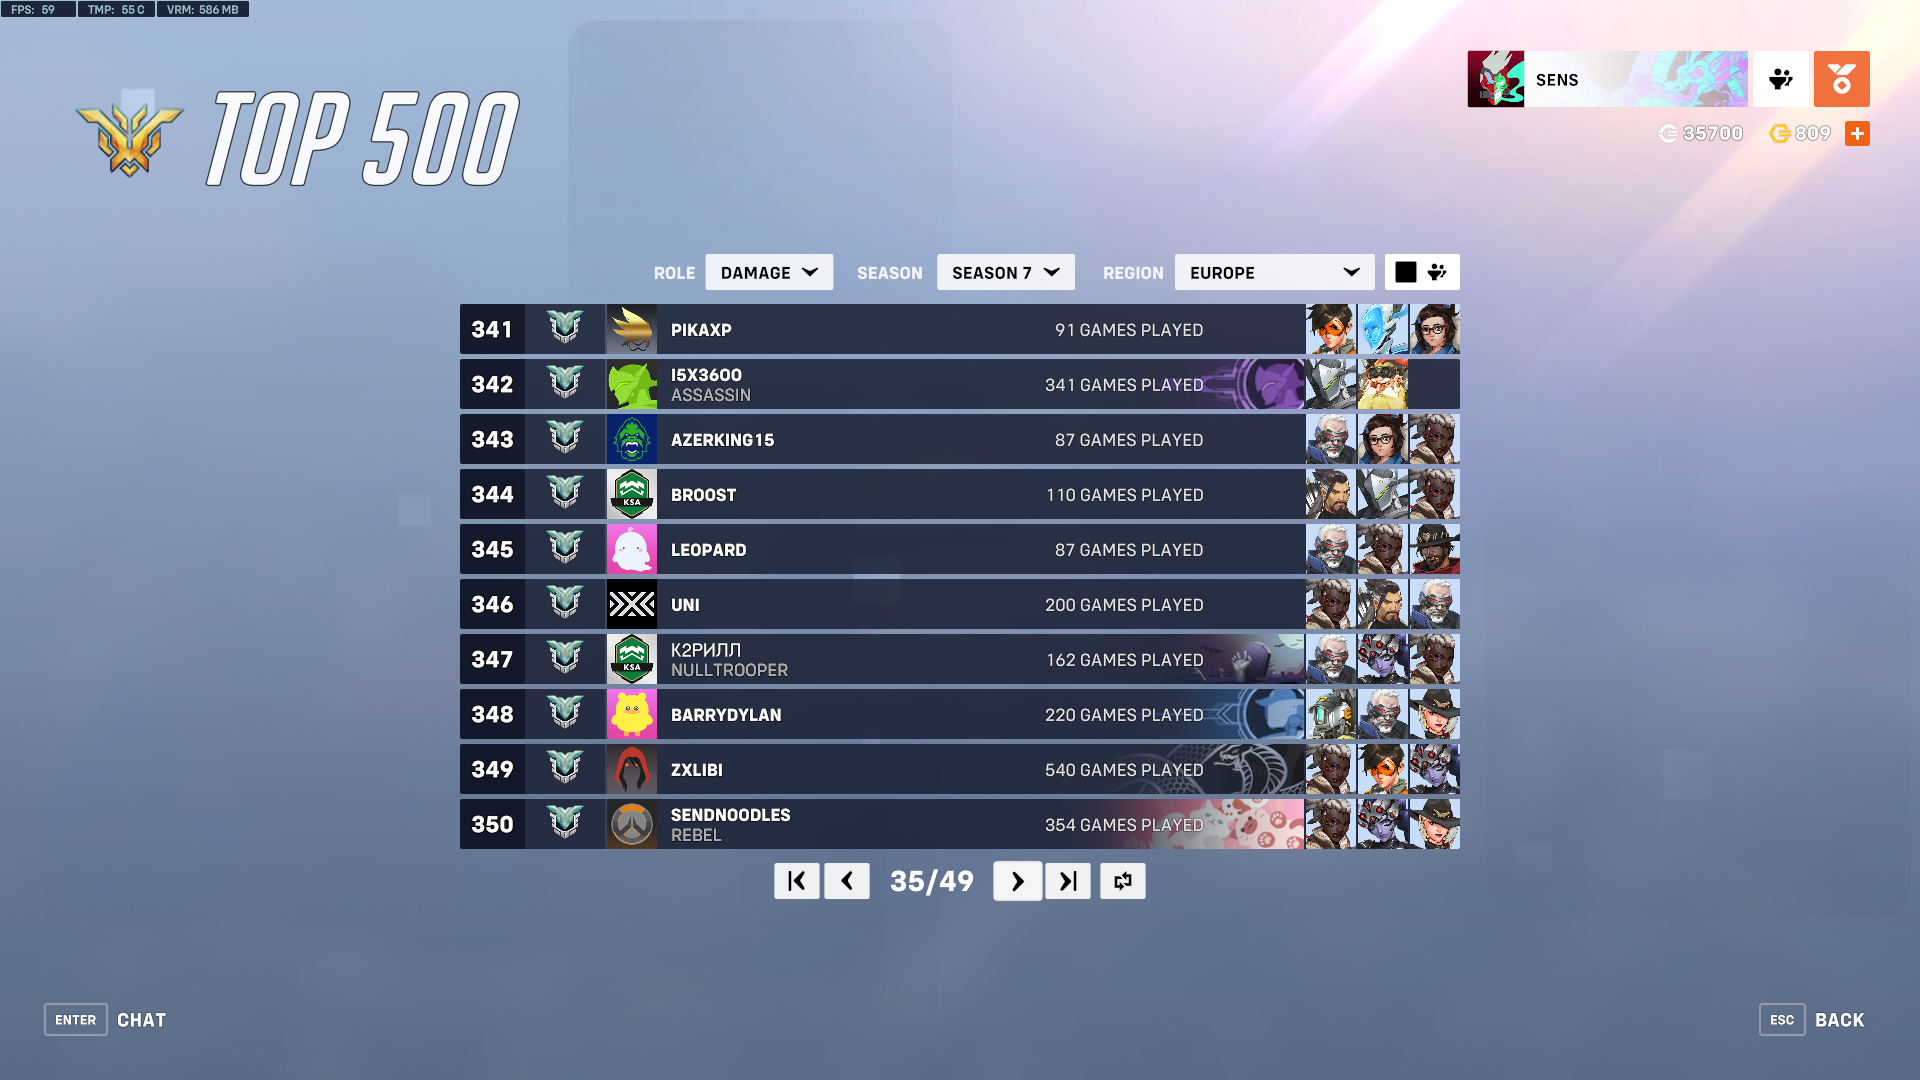 FPS: 59 TMP: 55 C VRM: 586 MB
TOP 500
SENS
35700 809
ROLE DAMAGE SEASON SEASON 7 REGION EUROPE
341 PIKAXP 91 GAMES PLAYED
342 I5X3600 ASSASSIN 341 GAMES PLAYED
343 AZERKING15 87 GAMES PLAYED
344 KSA BROOST 110 GAMES PLAYED
345 LEOPARD 87 GAMES PLAYED
346 UNI 200 GAMES PLAYED
347 KSA К2РИЛЛ NULLTROOPER 162 GAMES PLAYED
348 BARRYDYLAN 220 GAMES PLAYED
349 ZXLIBI 540 GAMES PLAYED
350 SENDNOODLES REBEL 354 GAMES PLAYED
35/49
ENTER CHAT
ESC BACK